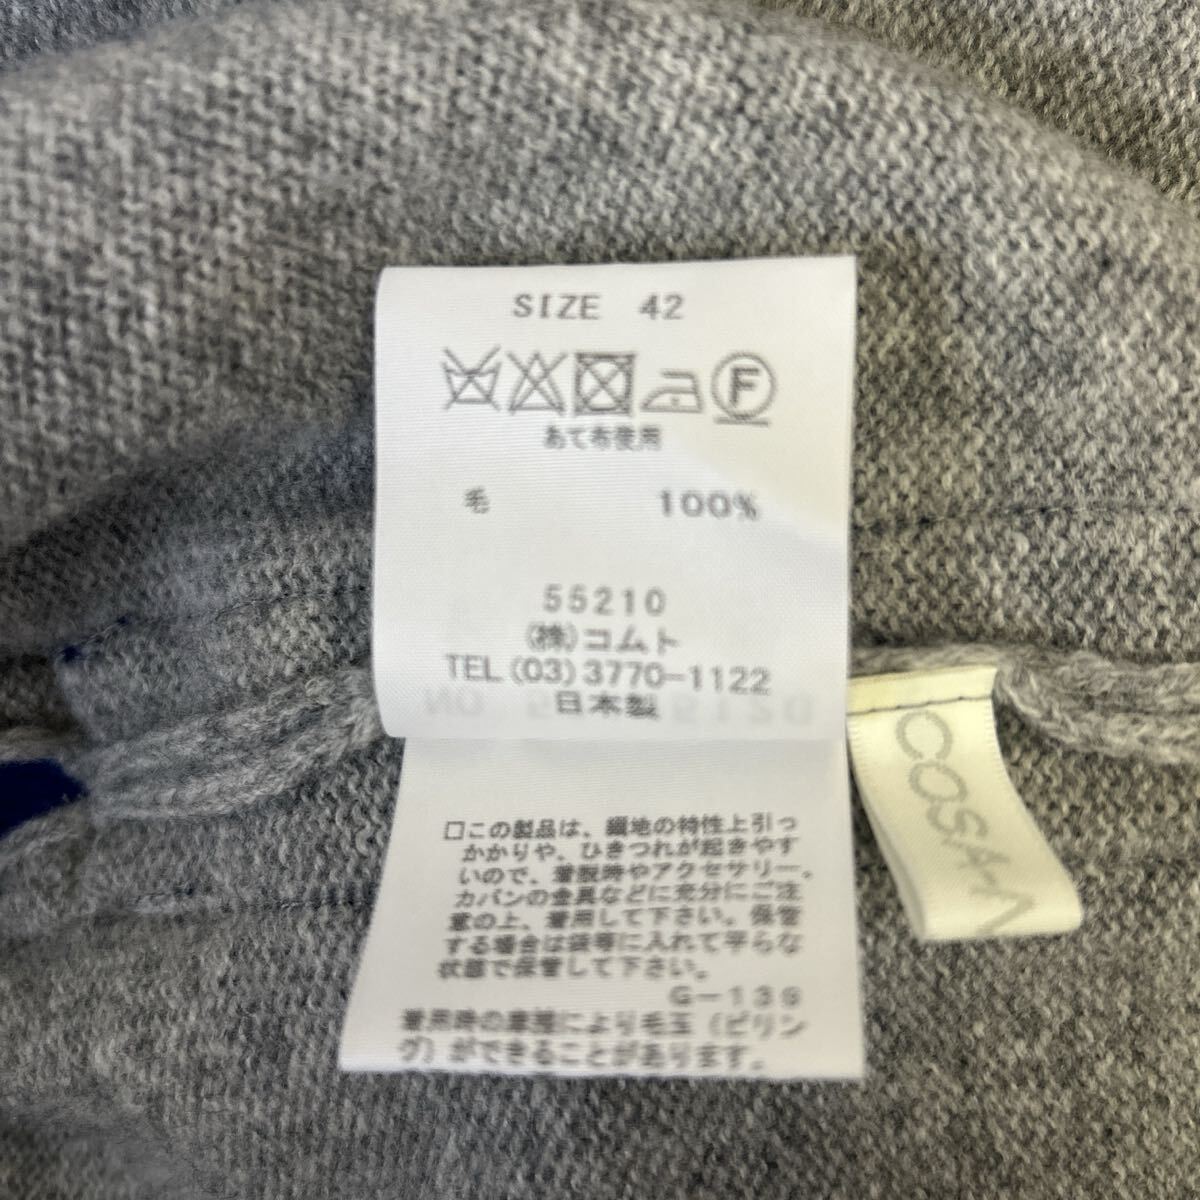 SIZE 42
F
あて布使用
毛 100%
55210
(株)コムト
TEL(03)3770-1122
日本製
□この製品は、編地の特性上引っ
かかりや、ひきつれが起きやす
いので、着脱時やアクセサリー、
カバンの金具などに充分にご注
意の上、着用して下さい。保管
する場合は袋等に入れて平らな
状態で保管して下さい。
G-13S
着用時の摩擦により毛玉(ピリン
グ)ができることがあります。
COSA